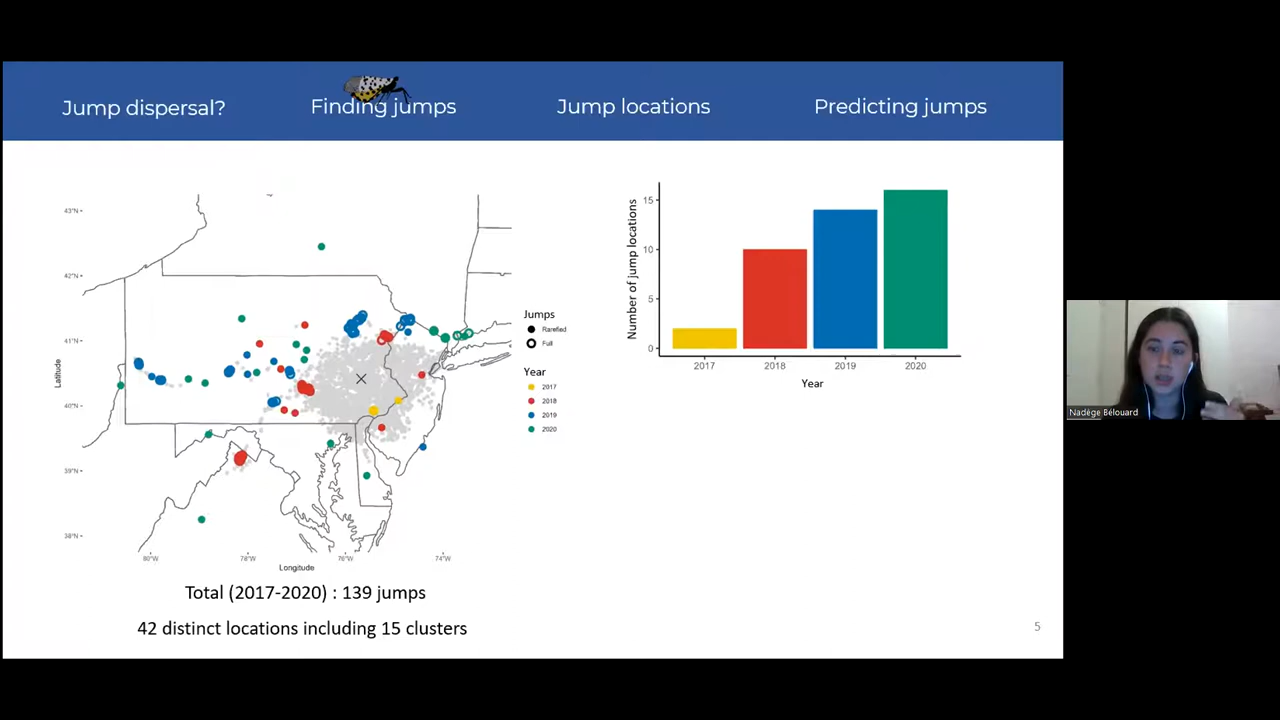 Jump dispersal?
Finding jumps
Jump locations
Predicting jumps
43°N
42°N
41°N
40°N
39°N
38°N
Latitude
80°W
78°W
76°W
74°W
Longitude
Jumps
Rarefied
Full
Year
2017
2018
2019
2020
Number of jump locations
15
10
5
0
2017
2018
2019
2020
Year
Total (2017-2020) : 139 jumps
42 distinct locations including 15 clusters
5
Nadège Bélouard